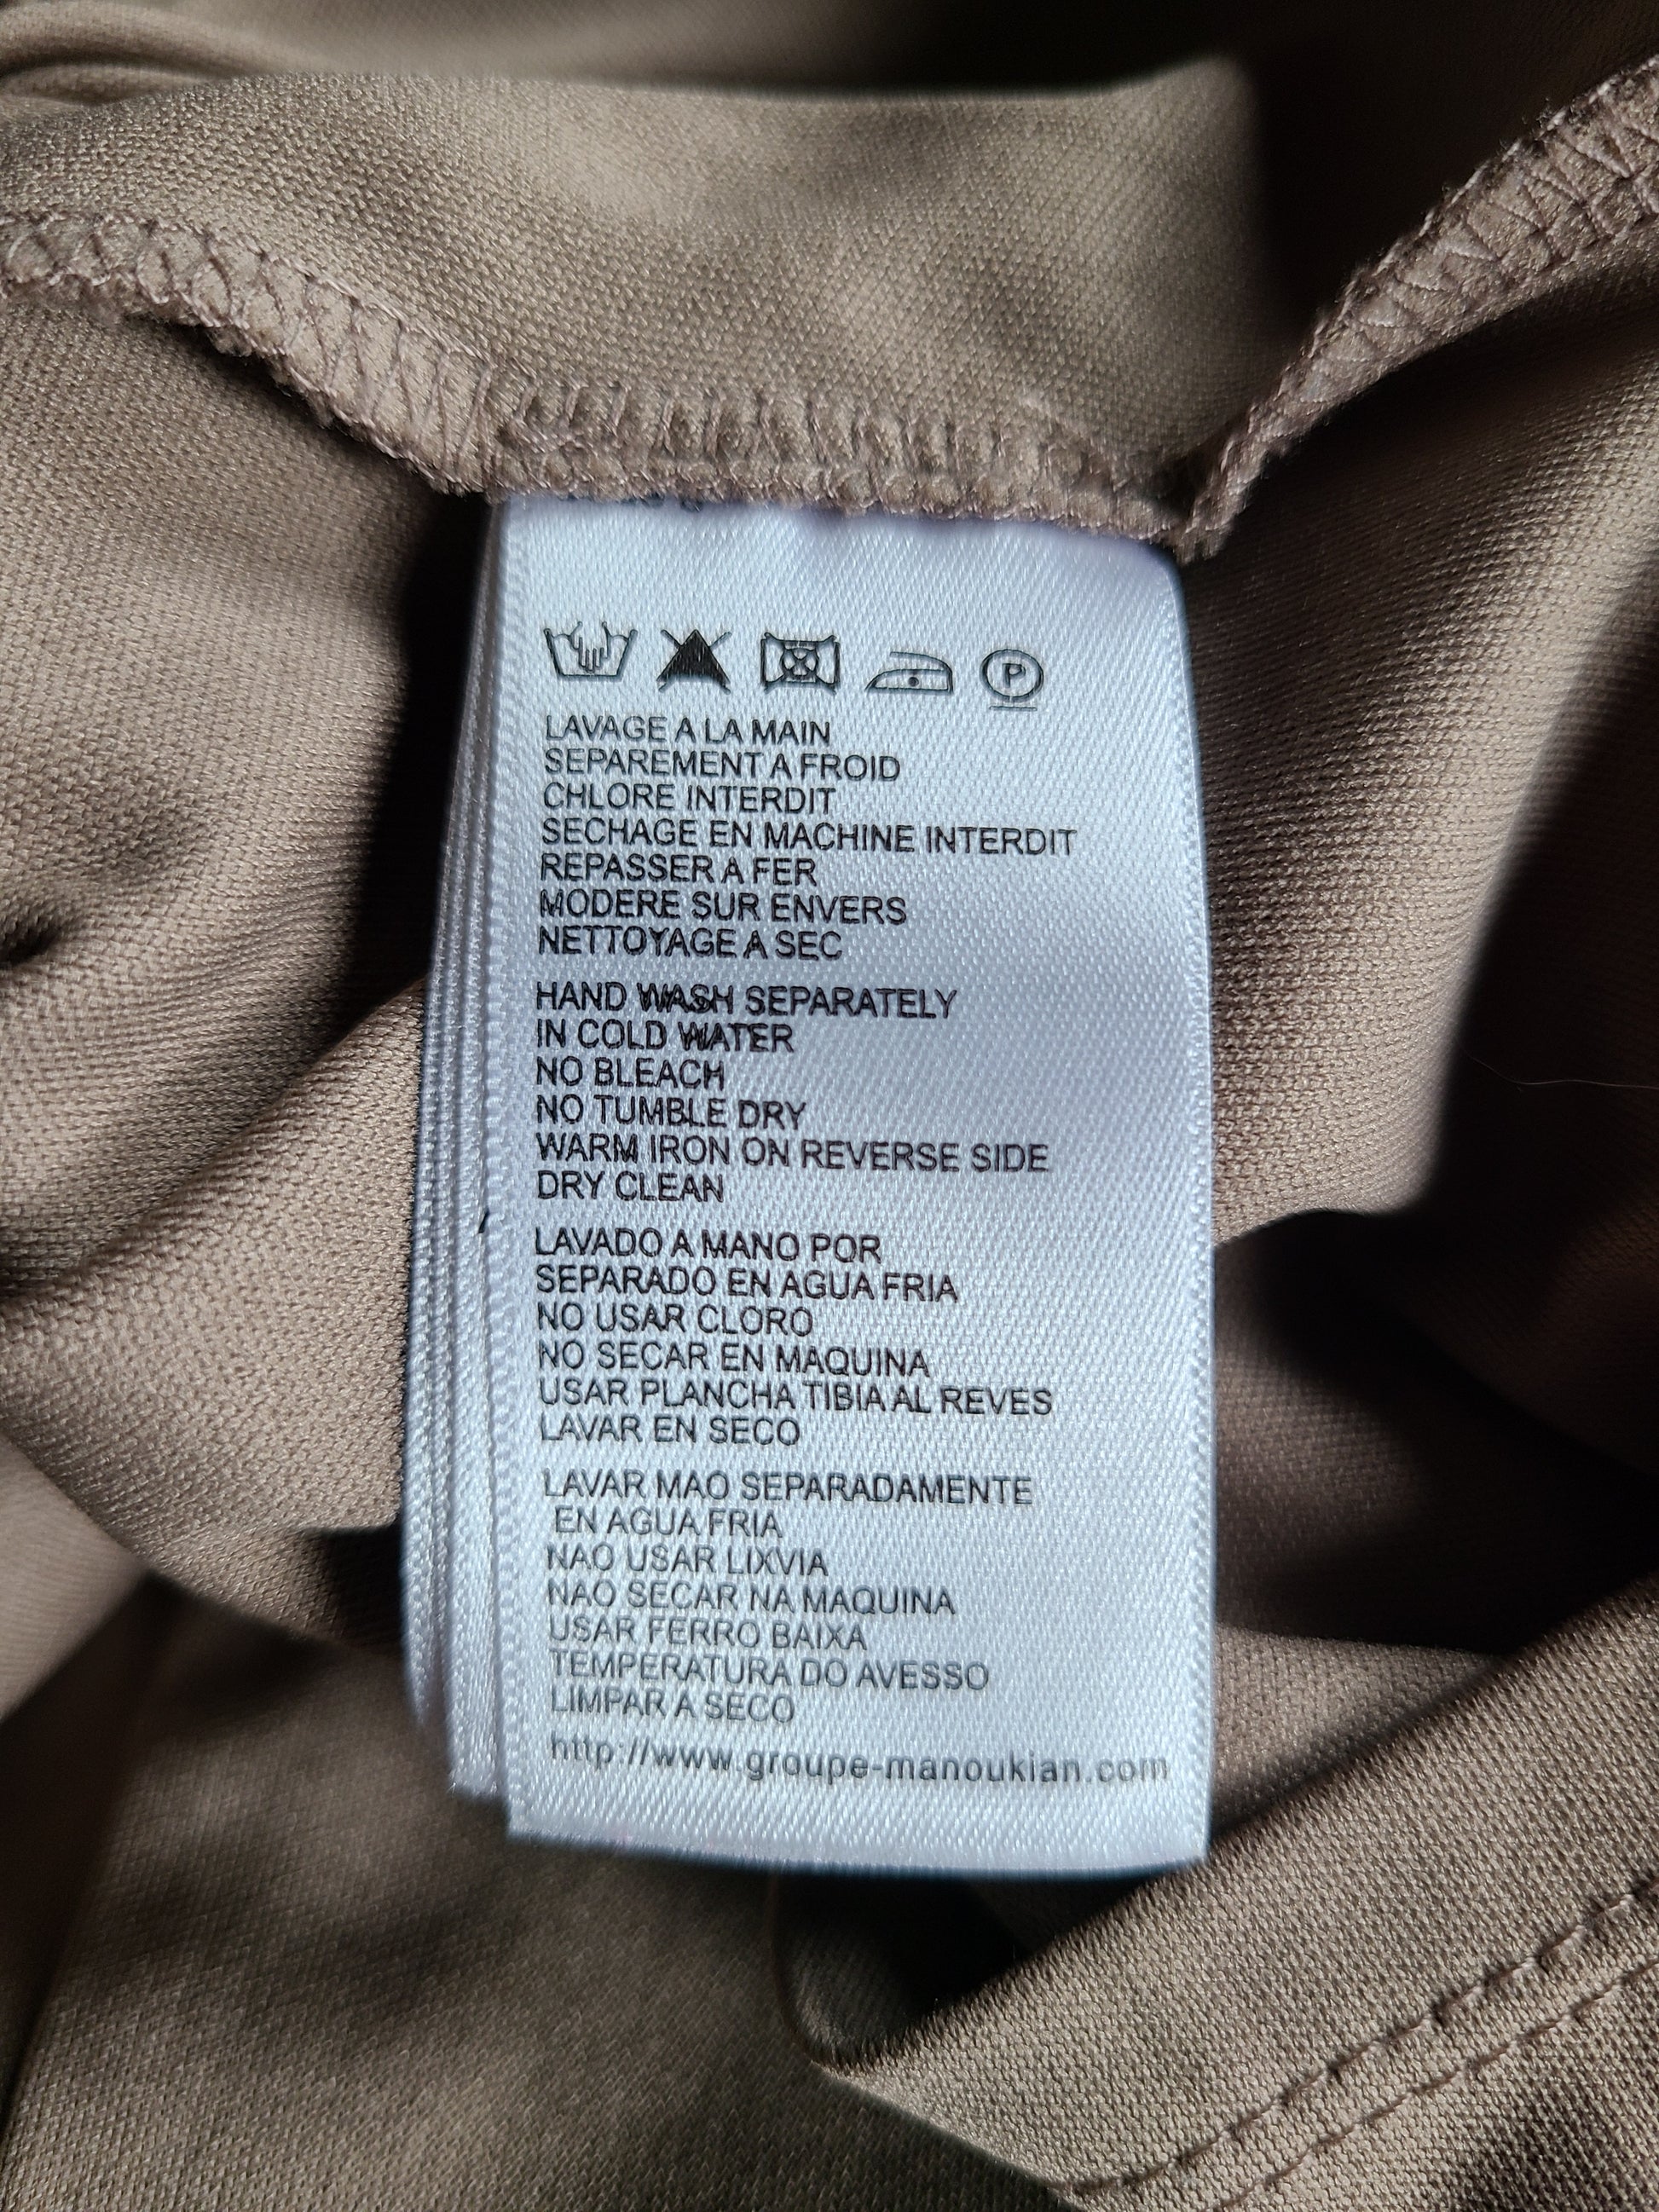 P
LAVAGE A LA MAIN
SEPAREMENT A FROID
CHLORE INTERDIT
SECHAGE EN MACHINE INTERDIT
REPASSER A FER
MODERE SUR ENVERS
NETTOYAGE A SEC
HAND WASH SEPARATELY
IN COLD WATER
NO BLEACH
NO TUMBLE DRY
WARM IRON ON REVERSE SIDE
DRY CLEAN
LAVADO A MANO POR
SEPARADO EN AGUA FRIA
NO USAR CLORO
NO SECAR EN MAQUINA
USAR PLANCHA TIBIA AL REVES
LAVAR EN SECO
LAVAR MAO SEPARADAMENTE
EN AGUA FRIA
NAO USAR LIXVIA
NAO SECAR NA MAQUINA
USAR FERRO BAIXA
TEMPERATURA DO AVESSO
LIMPAR A SECO
http://www.groupe-manoukian.com